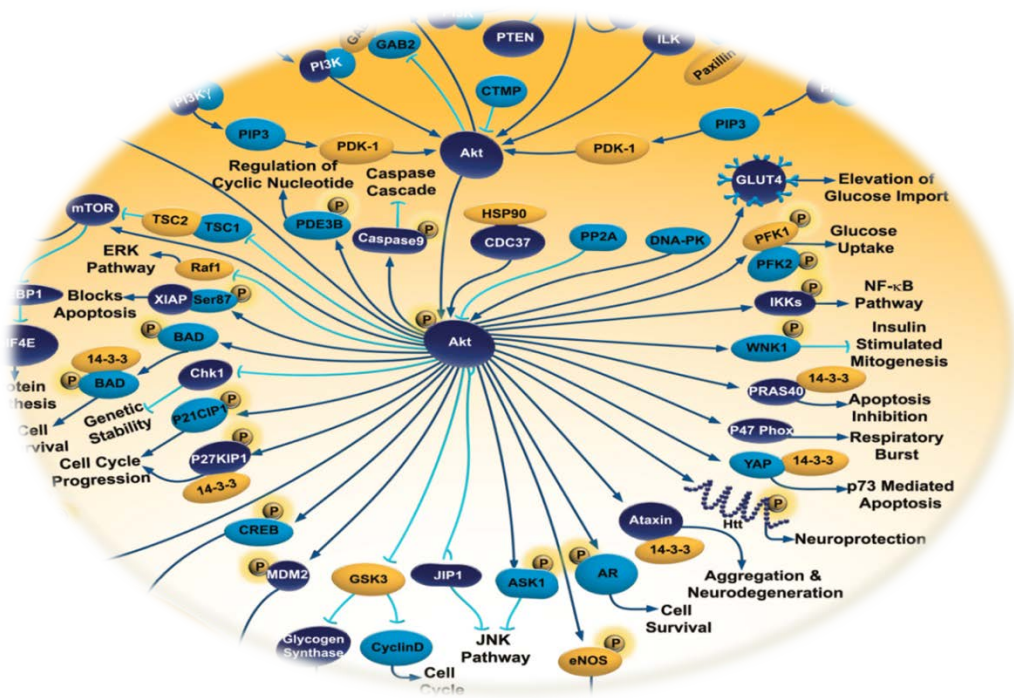 GAB2
PTEN
ILK
PI3K
Paxillin
PI3Kγ
CTMP
PIP3
PDK-1
Akt
PDK-1
PIP3
Regulation of
Cyclic Nucleotide
Caspase
Cascade
GLUT4
Elevation of
Glucose Import
mTOR
TSC2
TSC1
PDE3B
P
Caspase9
P
HSP90
CDC37
PP2A
DNA-PK
PFK1
P
PFK2
P
Glucose
Uptake
ERK
Pathway
Raf1
Blocks
Apoptosis
XIAP
Ser87
P
P
Akt
IKKs
P
NF-κB
Pathway
P
BAD
WNK1
P
Insulin
Stimulated
Mitogenesis
14-3-3
P
BAD
Chk1
PRAS40
14-3-3
Apoptosis
Inhibition
Genetic
Stability
P21CIP1
P
P47 Phox
Respiratory
Burst
Cell
Cell Cycle
Progression
P27KIP1
P
14-3-3
YAP
14-3-3
p73 Mediated
Apoptosis
Htt
P
Neuroprotection
CREB
P
Ataxin
14-3-3
Aggregation &
Neurodegeneration
P
MDM2
GSK3
JIP1
ASK1
P
P
AR
Cell
Survival
Glycogen
Synthase
CyclinD
Cell
Cycle
JNK
Pathway
eNOS
P